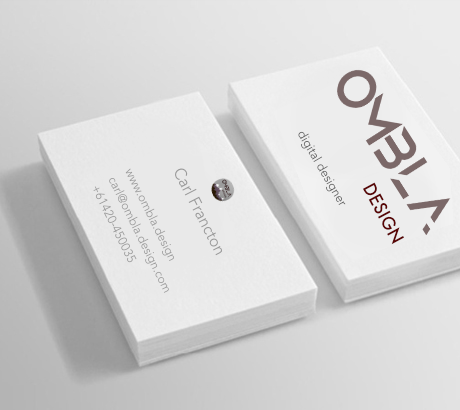 Carl Francton
www.ombla.design
carl@ombla.design.com
+61420-450035
OMBLA
DESIGN
digital designer